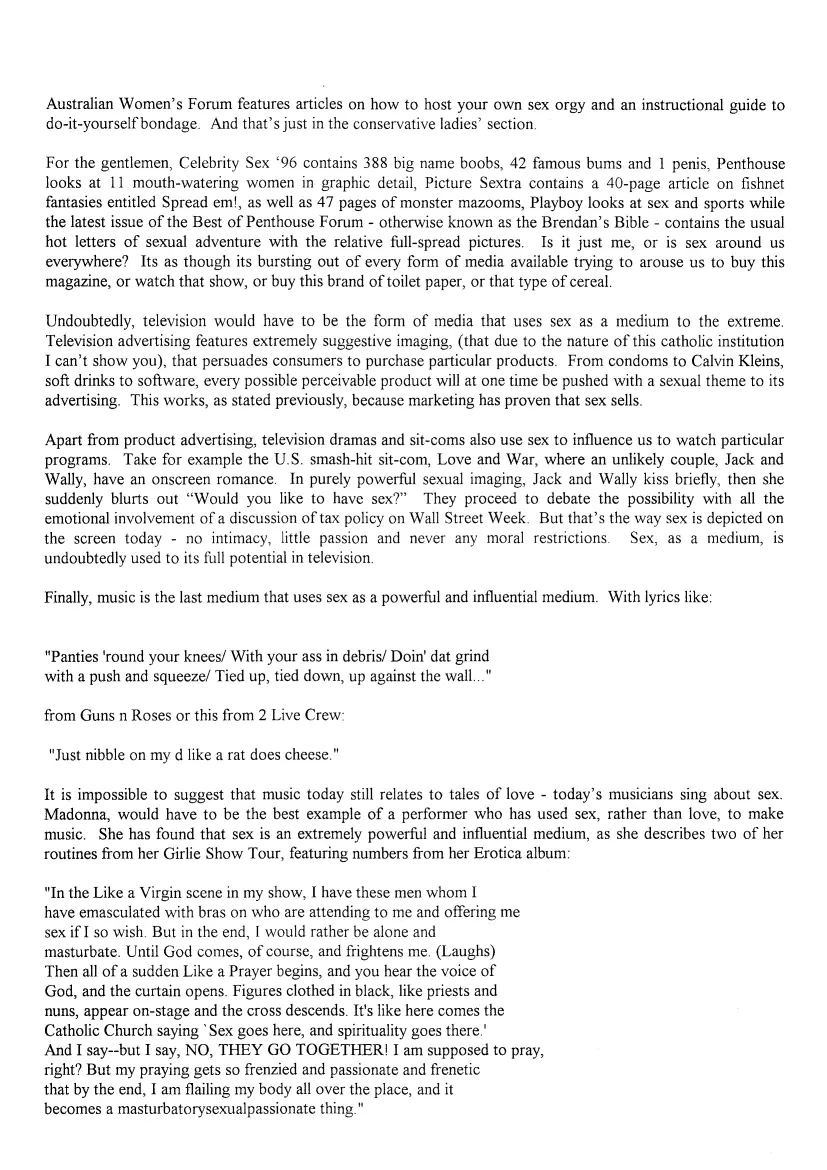 Australian Women's Forum features articles on how to host your own sex orgy and an instructional guide to
do-it-yourself bondage. And that's just in the conservative ladies' section.
For the gentlemen, Celebrity Sex '96 contains 388 big name boobs, 42 famous bums and 1 penis, Penthouse
looks at 11 mouth-watering women in graphic detail, Picture Sextra contains a 40-page article on fishnet
fantasies entitled Spread em!, as well as 47 pages of monster mazooms, Playboy looks at sex and sports while
the latest issue of the Best of Penthouse Forum - otherwise known as the Brendan's Bible - contains the usual
hot letters of sexual adventure with the relative full-spread pictures. Is it just me, or is sex around us
everywhere? Its as though its bursting out of every form of media available trying to arouse us to buy this
magazine, or watch that show, or buy this brand of toilet paper, or that type of cereal.
Undoubtedly, television would have to be the form of media that uses sex as a medium to the extreme.
Television advertising features extremely suggestive imaging, (that due to the nature of this catholic institution
I can't show you), that persuades consumers to purchase particular products. From condoms to Calvin Kleins,
soft drinks to software, every possible perceivable product will at one time be pushed with a sexual theme to its
advertising. This works, as stated previously, because marketing has proven that sex sells.
Apart from product advertising, television dramas and sit-coms also use sex to influence us to watch particular
programs. Take for example the U.S. smash-hit sit-com, Love and War, where an unlikely couple, Jack and
Wally, have an onscreen romance. In purely powerful sexual imaging, Jack and Wally kiss briefly, then she
suddenly blurts out "Would you like to have sex?" They proceed to debate the possibility with all the
emotional involvement of a discussion of tax policy on Wall Street Week. But that's the way sex is depicted on
the screen today - no intimacy, little passion and never any moral restrictions. Sex, as a medium, is
undoubtedly used to its full potential in television.
Finally, music is the last medium that uses sex as a powerful and influential medium. With lyrics like:
"Panties 'round your knees/ With your ass in debris/ Doin' dat grind
with a push and squeeze/ Tied up, tied down, up against the wall..."
from Guns n Roses or this from 2 Live Crew:
"Just nibble on my d like a rat does cheese."
It is impossible to suggest that music today still relates to tales of love - today's musicians sing about sex.
Madonna, would have to be the best example of a performer who has used sex, rather than love, to make
music. She has found that sex is an extremely powerful and influential medium, as she describes two of her
routines from her Girlie Show Tour, featuring numbers from her Erotica album:
"In the Like a Virgin scene in my show, I have these men whom I
have emasculated with bras on who are attending to me and offering me
sex if I so wish. But in the end, I would rather be alone and
masturbate. Until God comes, of course, and frightens me. (Laughs)
Then all of a sudden Like a Prayer begins, and you hear the voice of
God, and the curtain opens. Figures clothed in black, like priests and
nuns, appear on-stage and the cross descends. It's like here comes the
Catholic Church saying `Sex goes here, and spirituality goes there.'
And I say--but I say, NO, THEY GO TOGETHER! I am supposed to pray,
right? But my praying gets so frenzied and passionate and frenetic
that by the end, I am flailing my body all over the place, and it
becomes a masturbatorysexualpassionate thing."